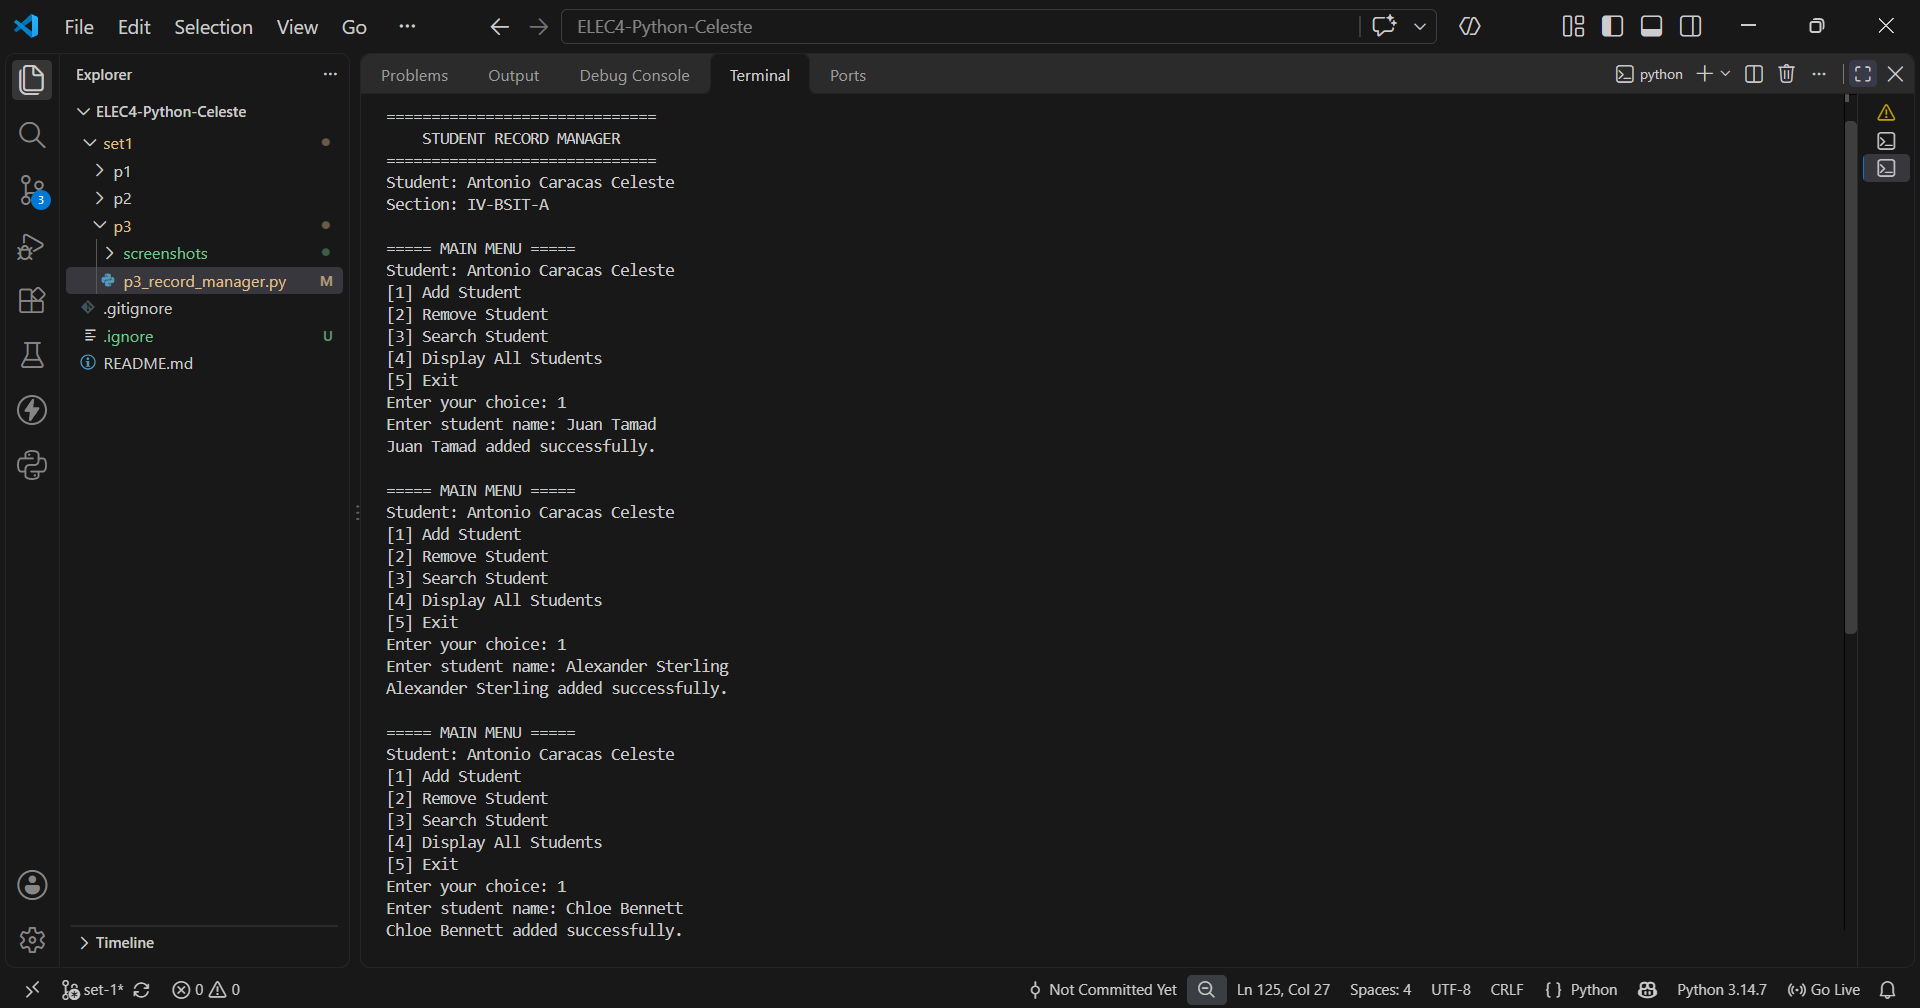 File Edit Selection View Go
ELEC4-Python-Celeste
Explorer
ELEC4-Python-Celeste
set1
p1
p2
p3
screenshots
p3_record_manager.py M
.gitignore
.ignore U
README.md
Timeline
3
Problems Output Debug Console Terminal Ports
python
==============================
STUDENT RECORD MANAGER
==============================
Student: Antonio Caracas Celeste
Section: IV-BSIT-A
===== MAIN MENU =====
Student: Antonio Caracas Celeste
[1] Add Student
[2] Remove Student
[3] Search Student
[4] Display All Students
[5] Exit
Enter your choice: 1
Enter student name: Juan Tamad
Juan Tamad added successfully.
===== MAIN MENU =====
Student: Antonio Caracas Celeste
[1] Add Student
[2] Remove Student
[3] Search Student
[4] Display All Students
[5] Exit
Enter your choice: 1
Enter student name: Alexander Sterling
Alexander Sterling added successfully.
===== MAIN MENU =====
Student: Antonio Caracas Celeste
[1] Add Student
[2] Remove Student
[3] Search Student
[4] Display All Students
[5] Exit
Enter your choice: 1
Enter student name: Chloe Bennett
Chloe Bennett added successfully.
set-1* 0 0 Not Committed Yet Ln 125, Col 27 Spaces: 4 UTF-8 CRLF {} Python Python 3.14.7 Go Live